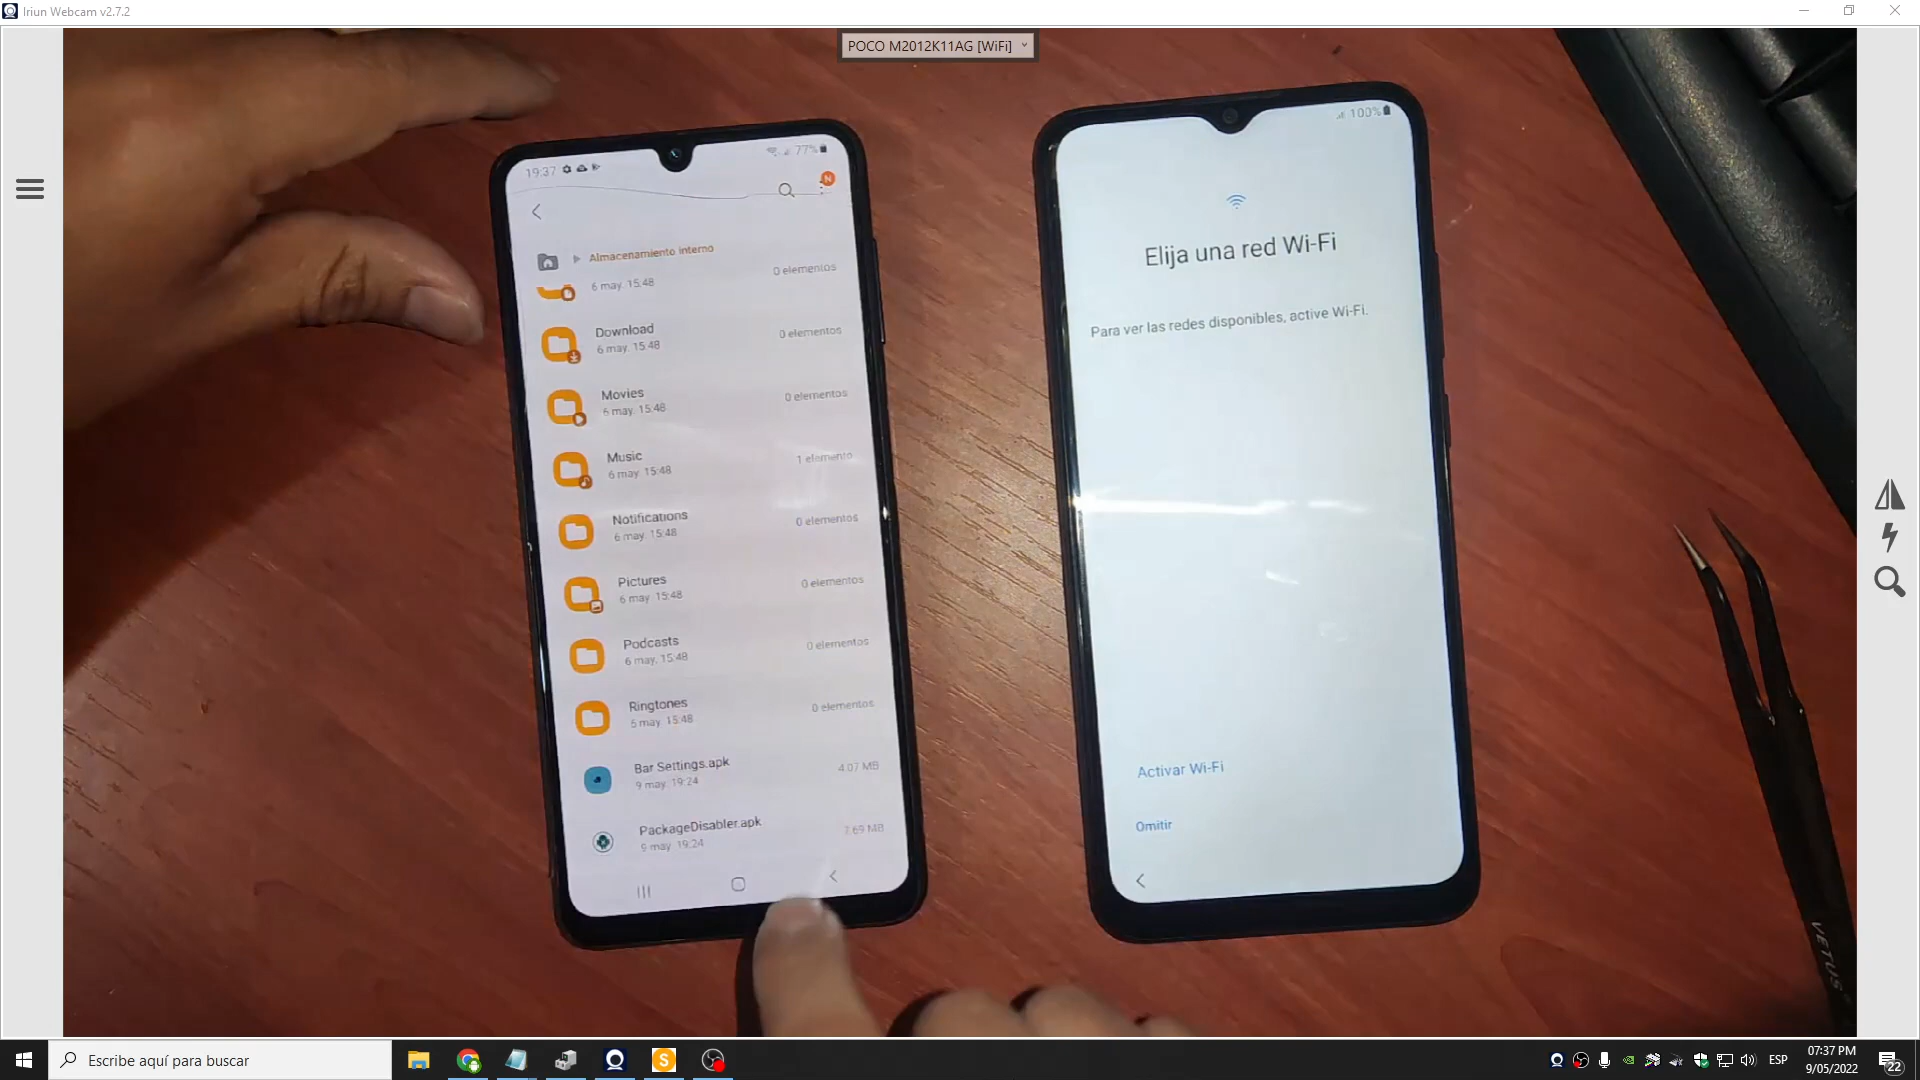 Iriun Webcam v2.7.2
POCO M2012K11AG [WiFi]
19:37
77%
N
Almacenamiento interno
6 may. 15:48
0 elementos
Download
6 may. 15:48
0 elementos
Movies
6 may. 15:48
0 elementos
Music
6 may. 15:48
1 elemento
Notifications
6 may. 15:48
0 elementos
Pictures
6 may. 15:48
0 elementos
Podcasts
6 may. 15:48
0 elementos
Ringtones
6 may. 15:48
0 elementos
Bar Settings.apk
9 may. 19:24
4.07 MB
PackageDisabler.apk
9 may. 19:24
7.69 MB
100%
Elija una red Wi-Fi
Para ver las redes disponibles, active Wi-Fi.
Activar Wi-Fi
Omitir
VETUS
Escribe aquí para buscar
S
ESP
07:37 PM
9/05/2022
22